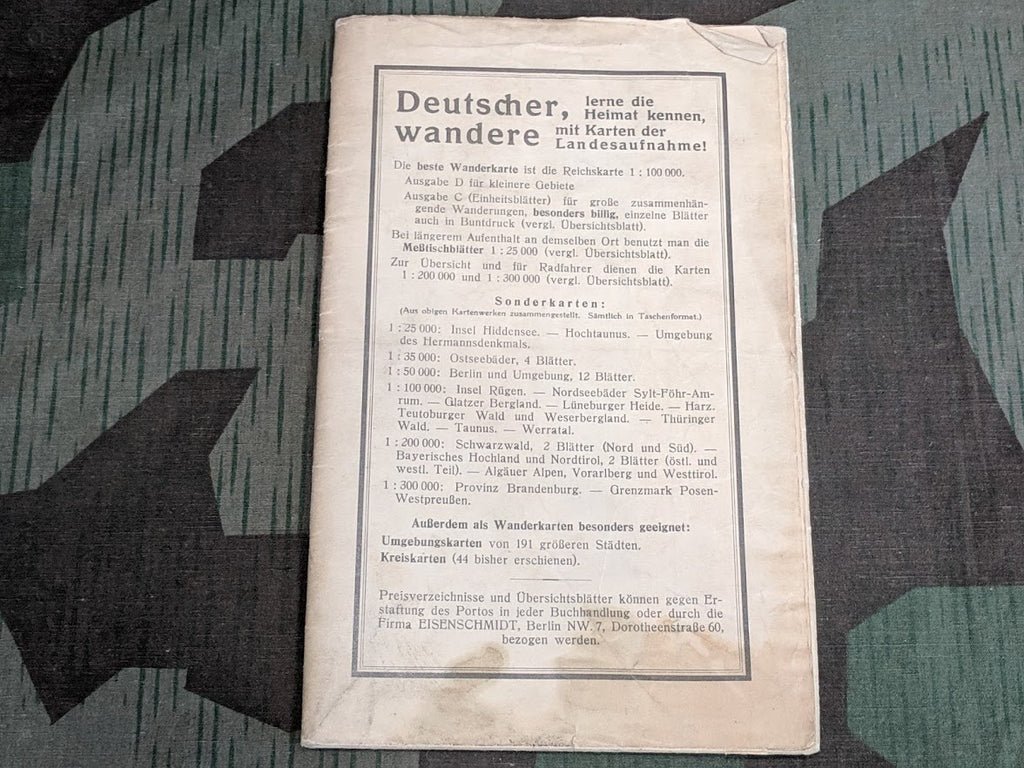 Deutscher, lerne die
Heimat kennen,
wandere mit Karten der
Landesaufnahme!
Die beste Wanderkarte ist die Reichskarte 1 : 100 000.
Ausgabe D für kleinere Gebiete
Ausgabe C (Einheitsblätter) für große zusammenhän-
gende Wanderungen, besonders billig, einzelne Blätter
auch in Buntdruck (vergl. Übersichtsblatt).
Bei längerem Aufenthalt an demselben Ort benutzt man die
Meßtischblätter 1 : 25 000 (vergl. Übersichtsblatt).
Zur Übersicht und für Radfahrer dienen die Karten
1 : 200 000 und 1 : 300 000 (vergl. Übersichtsblatt).
Sonderkarten:
(Aus obigen Kartenwerken zusammengestellt. Sämtlich in Taschenformat.)
1 : 25 000: Insel Hiddensee. — Hochtaunus. — Umgebung
des Hermannsdenkmals.
1 : 35 000: Ostseebäder, 4 Blätter.
1 : 50 000: Berlin und Umgebung, 12 Blätter.
1 : 100 000: Insel Rügen. — Nordseebäder Sylt-Föhr-Am-
rum. — Glatzer Bergland. — Lüneburger Heide. — Harz.
Teutoburger Wald und Weserbergland. — Thüringer
Wald. — Taunus. — Werratal.
1 : 200 000: Schwarzwald, 2 Blätter (Nord und Süd). —
Bayerisches Hochland und Nordtirol, 2 Blätter (östl. und
westl. Teil). — Algäuer Alpen, Vorarlberg und Westtirol.
1 : 300 000: Provinz Brandenburg. — Grenzmark Posen-
Westpreußen.
Außerdem als Wanderkarten besonders geeignet:
Umgebungskarten von 191 größeren Städten.
Kreiskarten (44 bisher erschienen).
Preisverzeichnisse und Übersichtsblätter können gegen Er-
staftung des Portos in jeder Buchhandlung oder durch die
Firma EISENSCHMIDT, Berlin NW. 7, Dorotheenstraße 60,
bezogen werden.